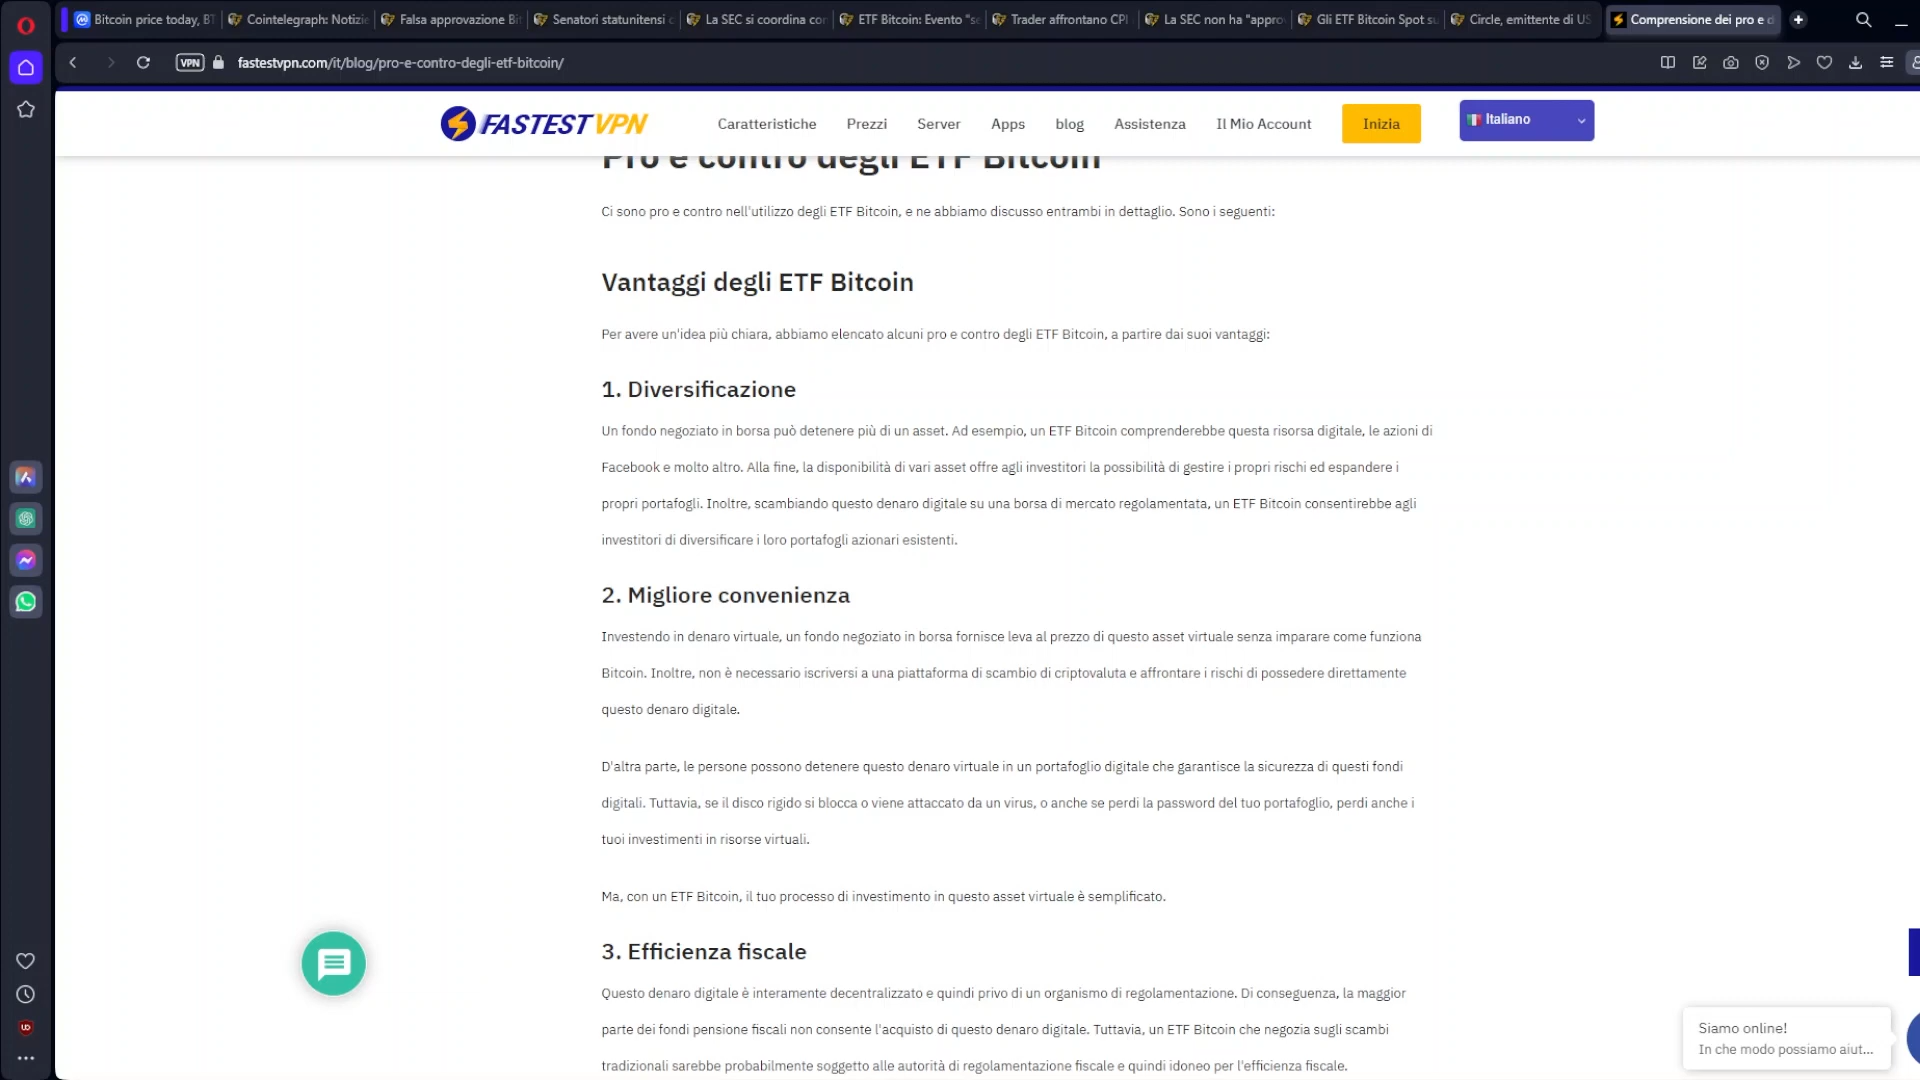 Bitcoin price today, BT
Cointelegraph: Notizie
Falsa approvazione Bit
Senatori statunitensi c
La SEC si coordina con
ETF Bitcoin: Evento "se
Trader affrontano CPI
La SEC non ha "approv
Gli ETF Bitcoin Spot su
Circle, emittente di US
Comprensione dei pro e d
VPN
fastestvpn.com/it/blog/pro-e-contro-degli-etf-bitcoin/
FASTESTVPN
Caratteristiche
Prezzi
Server
Apps
blog
Assistenza
Il Mio Account
Inizia
Italiano
Pro e contro degli ETF Bitcoin
Ci sono pro e contro nell'utilizzo degli ETF Bitcoin, e ne abbiamo discusso entrambi in dettaglio. Sono i seguenti:
Vantaggi degli ETF Bitcoin
Per avere un'idea più chiara, abbiamo elencato alcuni pro e contro degli ETF Bitcoin, a partire dai suoi vantaggi:
1. Diversificazione
Un fondo negoziato in borsa può detenere più di un asset. Ad esempio, un ETF Bitcoin comprenderebbe questa risorsa digitale, le azioni di
Facebook e molto altro. Alla fine, la disponibilità di vari asset offre agli investitori la possibilità di gestire i propri rischi ed espandere i
propri portafogli. Inoltre, scambiando questo denaro digitale su una borsa di mercato regolamentata, un ETF Bitcoin consentirebbe agli
investitori di diversificare i loro portafogli azionari esistenti.
2. Migliore convenienza
Investendo in denaro virtuale, un fondo negoziato in borsa fornisce leva al prezzo di questo asset virtuale senza imparare come funziona
Bitcoin. Inoltre, non è necessario iscriversi a una piattaforma di scambio di criptovaluta e affrontare i rischi di possedere direttamente
questo denaro digitale.
D'altra parte, le persone possono detenere questo denaro virtuale in un portafoglio digitale che garantisce la sicurezza di questi fondi
digitali. Tuttavia, se il disco rigido si blocca o viene attaccato da un virus, o anche se perdi la password del tuo portafoglio, perdi anche i
tuoi investimenti in risorse virtuali.
Ma, con un ETF Bitcoin, il tuo processo di investimento in questo asset virtuale è semplificato.
3. Efficienza fiscale
Questo denaro digitale è interamente decentralizzato e quindi privo di un organismo di regolamentazione. Di conseguenza, la maggior
parte dei fondi pensione fiscali non consente l'acquisto di questo denaro digitale. Tuttavia, un ETF Bitcoin che negozia sugli scambi
tradizionali sarebbe probabilmente soggetto alle autorità di regolamentazione fiscale e quindi idoneo per l'efficienza fiscale.
Siamo online!
In che modo possiamo aiut...